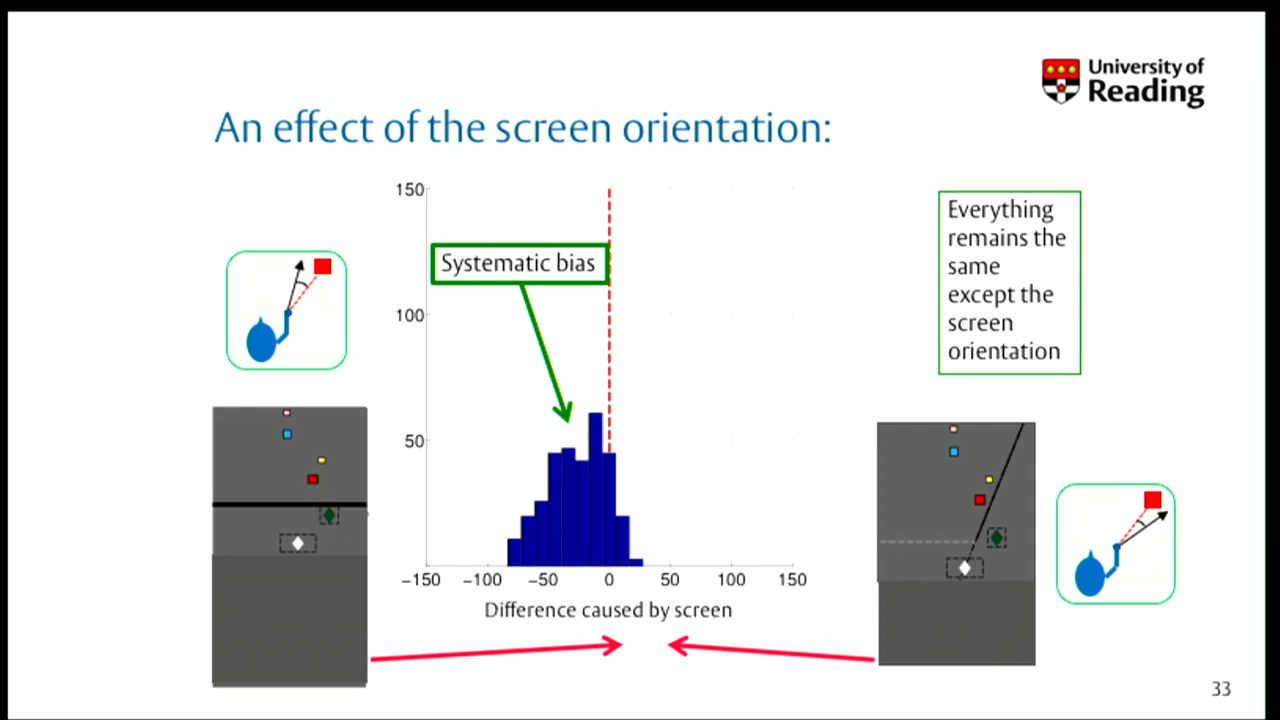 University of
Reading
An effect of the screen orientation:
150
100
50
Systematic bias
−150 −100 −50 0 50 100 150
Difference caused by screen
Everything
remains the
same
except the
screen
orientation
33